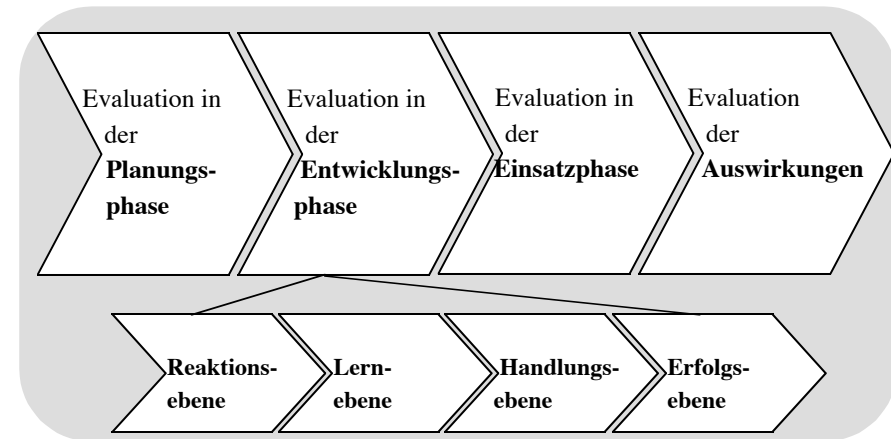 Evaluation in
der
Planungs-
phase
Evaluation in
der
Entwicklungs-
phase
Evaluation in
der
Einsatzphase
Evaluation
der
Auswirkungen
Reaktions-
ebene
Lern-
ebene
Handlungs-
ebene
Erfolgs-
ebene